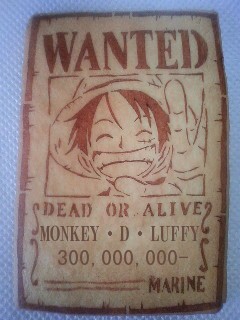 WANTED
DEAD OR ALIVE
MONKEY・D・LUFFY
300,000,000-
MARINE